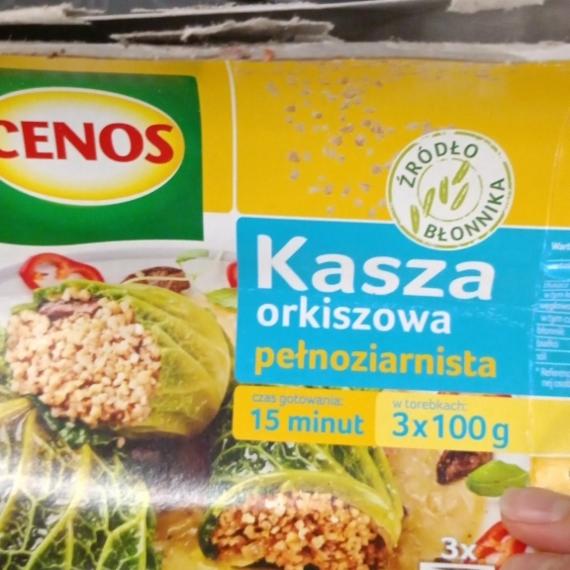 CENOS
ŹRÓDŁO
BŁONNIKA
Kasza
orkiszowa
pełnoziarnista
czas gotowania:
15 minut
w torebkach:
3x100g
3x